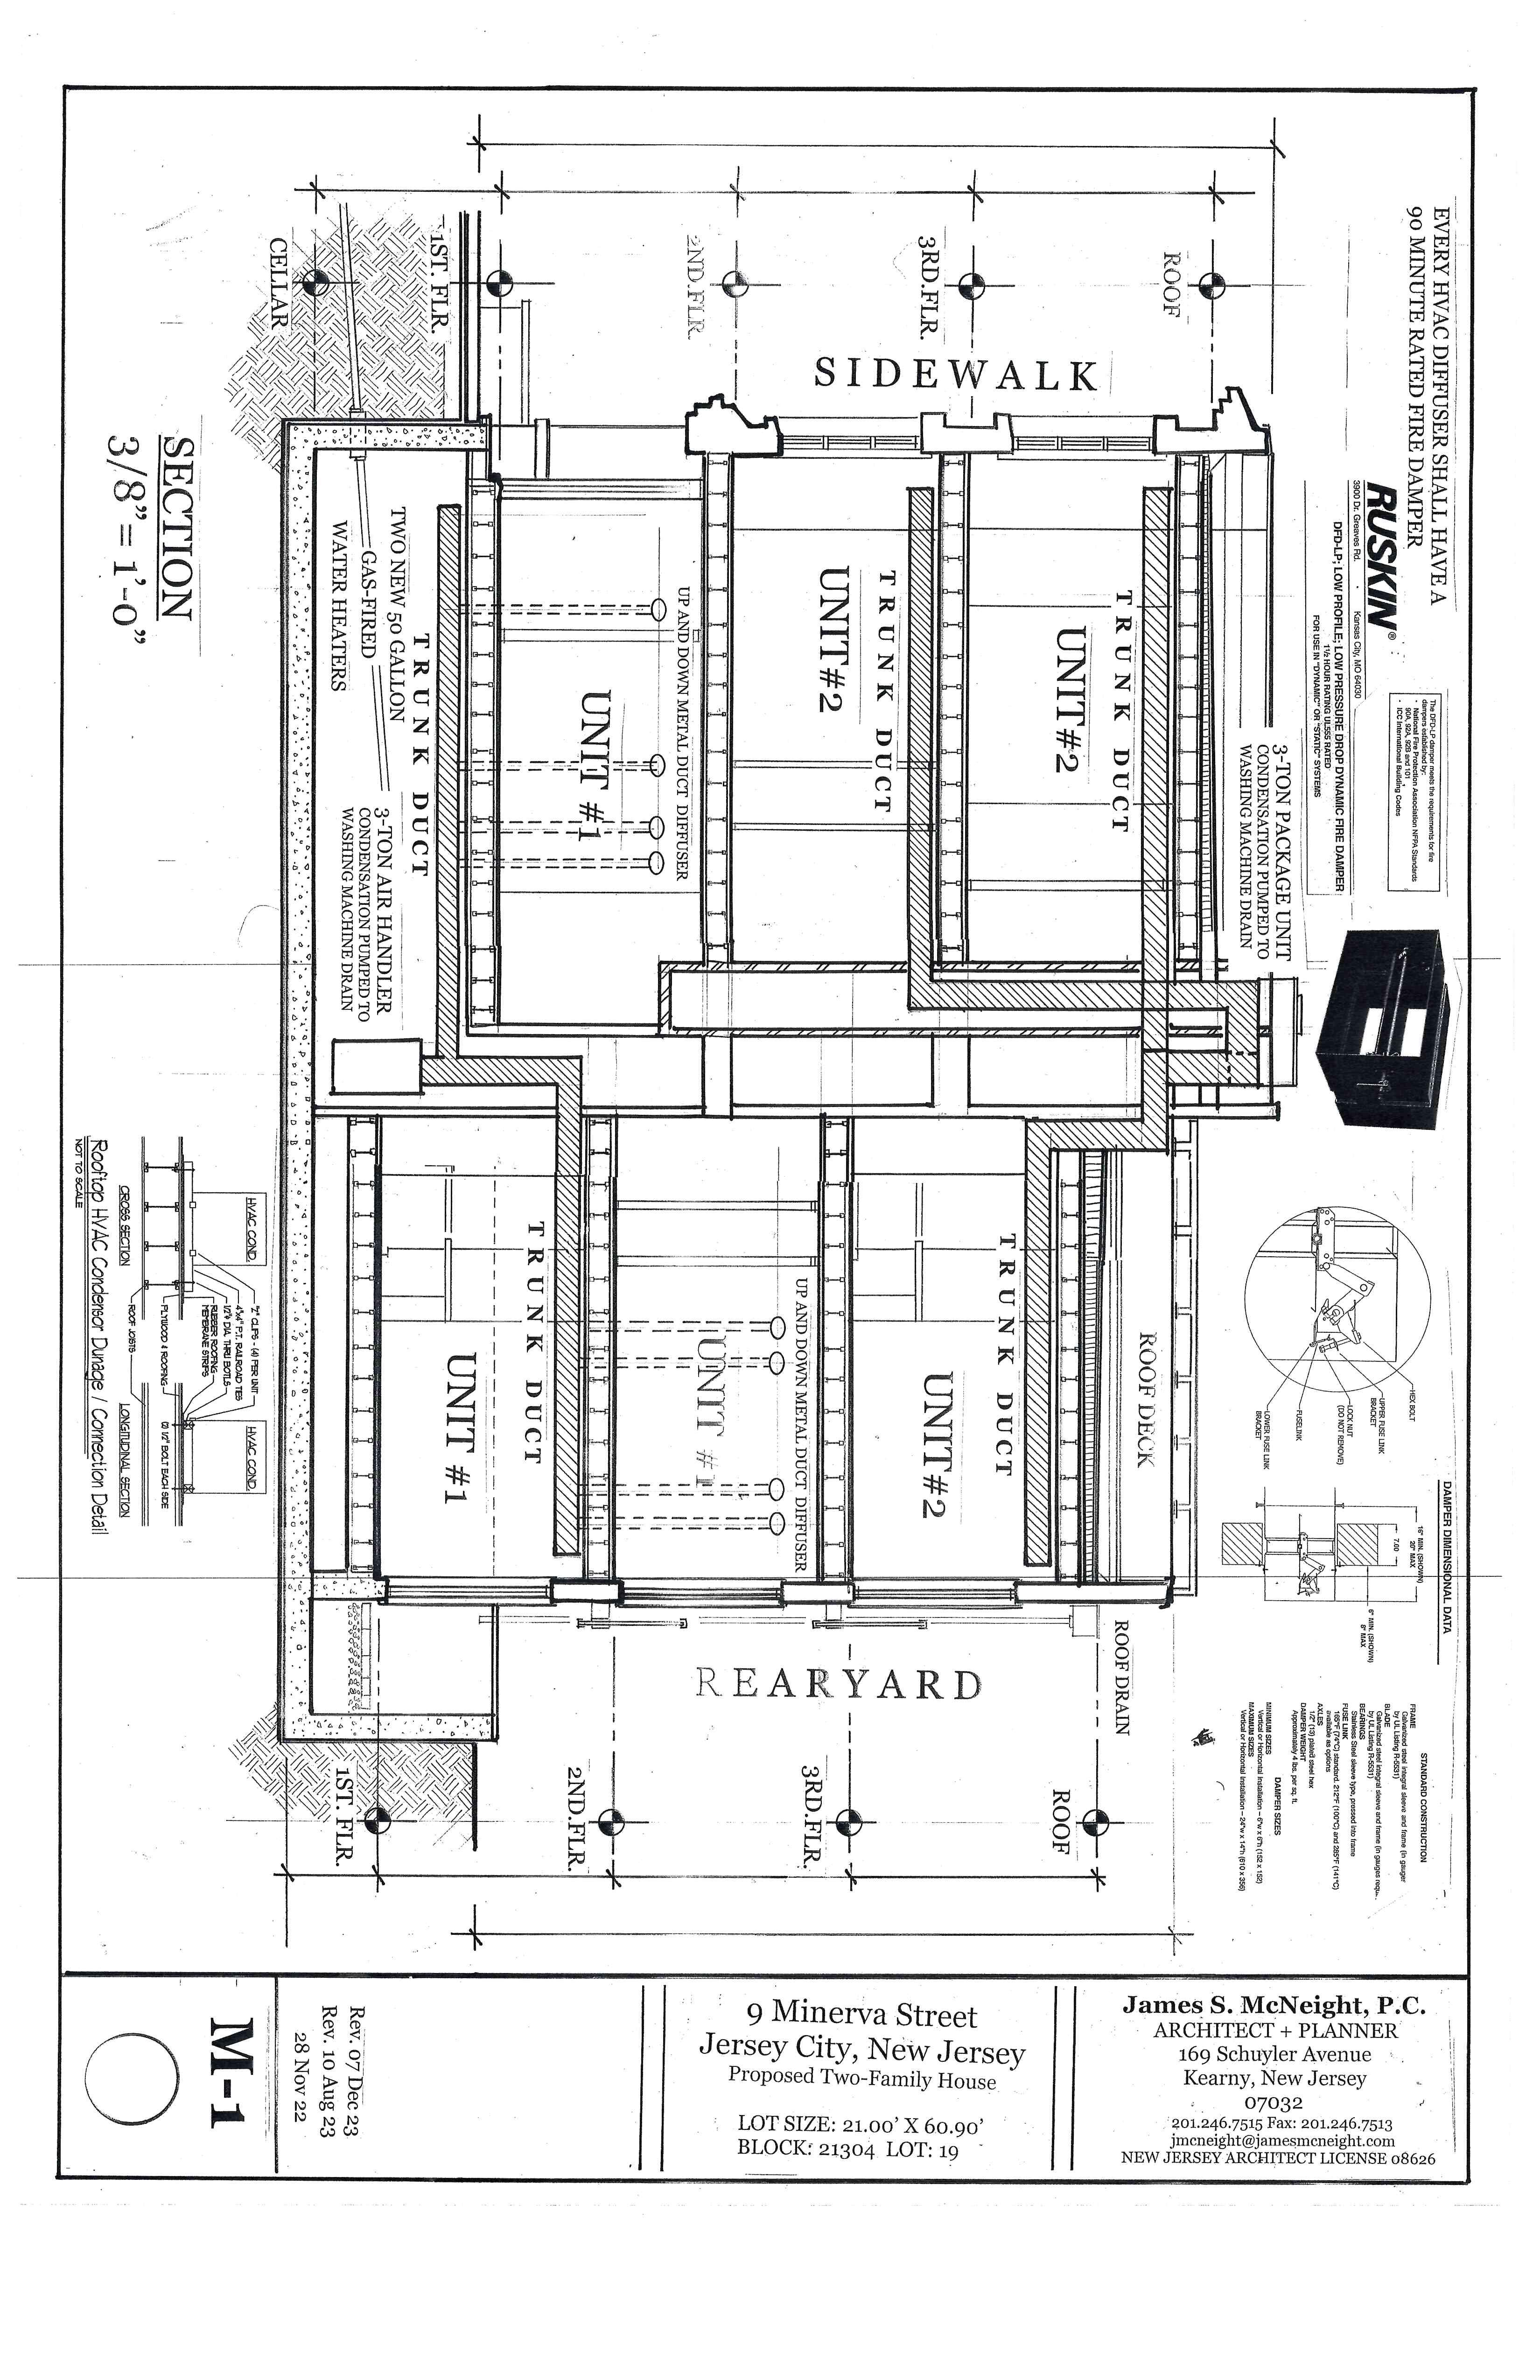 EVERY HVAC DIFFUSER SHALL HAVE A
90 MINUTE RATED FIRE DAMPER
RUSKIN®
3900 Dr. Greaves Rd. • Kansas City, MO 64030
DFD-LP; LOW PROFILE; LOW PRESSURE DROP DYNAMIC FIRE DAMPER
1½ HOUR RATING UL555 RATED
FOR USE IN "DYNAMIC" OR "STATIC" SYSTEMS
The DFD-LP damper meets the requirements for fire
dampers established by:
• National Fire Protection Association NFPA Standards
90A, 92A, 92B and 101
• ICC International Building Codes
HEX BOLT
UPPER FUSE LINK
BRACKET
LOCK NUT
(DO NOT REMOVE)
FUSELINK
LOWER FUSE LINK
BRACKET
DAMPER DIMENSIONAL DATA
16" MIN. (SHOWN)
20" MAX
7.00
6" MIN. (SHOWN)
8" MAX
STANDARD CONSTRUCTION
FRAME
Galvanized steel integral sleeve and frame (in gauger
by UL Listing R-5531)
BLADE
Galvanized steel integral sleeve and frame (in gauges requ..
by UL Listing R-5531)
BEARINGS
Stainless Steel sleeve type, pressed into frame
FUSE LINK
165°F (74°C) standard. 212°F (100°C) and 285°F (141°C)
available as options
AXLES
1/2" (13) plated steel hex
DAMPER WEIGHT
Approximately 4 lbs. per sq. ft.
DAMPER SIZES
MINIMUM SIZES
Vertical or Horizontal Installation – 6"w x 6"h (152 x 152)
MAXIMUM SIZES
Vertical or Horizontal Installation – 24"w x 14"h (610 x 356)
3-TON PACKAGE UNIT
CONDENSATION PUMPED TO
WASHING MACHINE DRAIN
ROOF
3RD.FLR.
2ND.FLR.
1ST. FLR.
CELLAR
SIDEWALK
TRUNK DUCT
UNIT#2
TRUNK DUCT
UNIT#2
UP AND DOWN METAL DUCT DIFFUSER
UNIT #1
TRUNK DUCT
TWO NEW 50 GALLON
GAS-FIRED
WATER HEATERS
3-TON AIR HANDLER
CONDENSATION PUMPED TO
WASHING MACHINE DRAIN
ROOF DECK
TRUNK DUCT
UNIT#2
UP AND DOWN METAL DUCT DIFFUSER
UNIT #1
TRUNK DUCT
UNIT #1
ROOF DRAIN
REARYARD
ROOF
3RD.FLR.
2ND.FLR.
1ST. FLR.
SECTION
3/8"= 1'-0"
HVAC COND.
HVAC COND.
"Z" CLIPS - (4) PER UNIT
4"x4" P.T. RAILROAD TIES
1/2"⌀ DIA. THRU BOTLS
RUBBER ROOFING
MEMBRANE STRIPS
PLYWOOD & ROOFING
(2) 1/2" BOLT EACH SIDE
ROOF JOISTS
CROSS SECTION
LONGITUDINAL SECTION
Rooftop HVAC Condensor Dunage / Connection Detail
NOT TO SCALE
James S. McNeight, P.C.
ARCHITECT + PLANNER
169 Schuyler Avenue
Kearny, New Jersey
07032
201.246.7515 Fax: 201.246.7513
jmcneight@jamesmcneight.com
NEW JERSEY ARCHITECT LICENSE 08626
9 Minerva Street
Jersey City, New Jersey
Proposed Two-Family House
LOT SIZE: 21.00' X 60.90'
BLOCK: 21304 LOT: 19
Rev. 07 Dec 23
Rev. 10 Aug 23
28 Nov 22
M-1